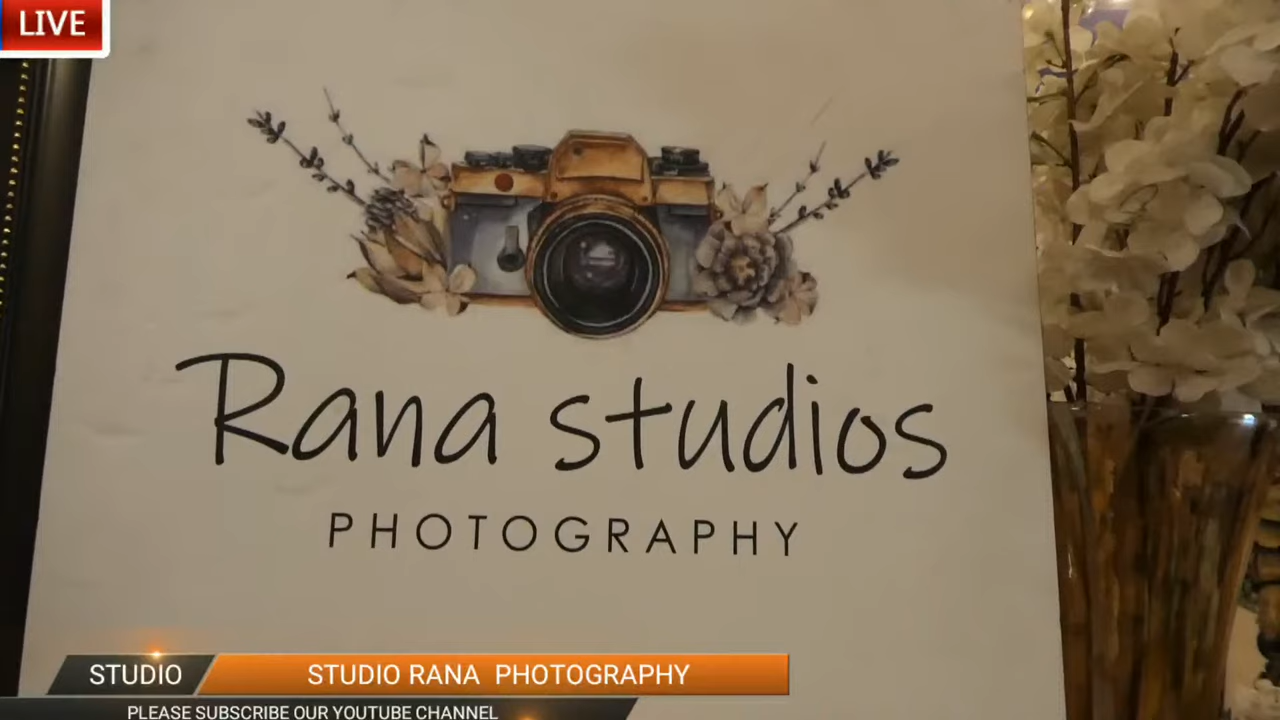 LIVE
Rana studios
PHOTOGRAPHY
STUDIO
STUDIO RANA PHOTOGRAPHY
PLEASE SUBSCRIBE OUR YOUTUBE CHANNEL